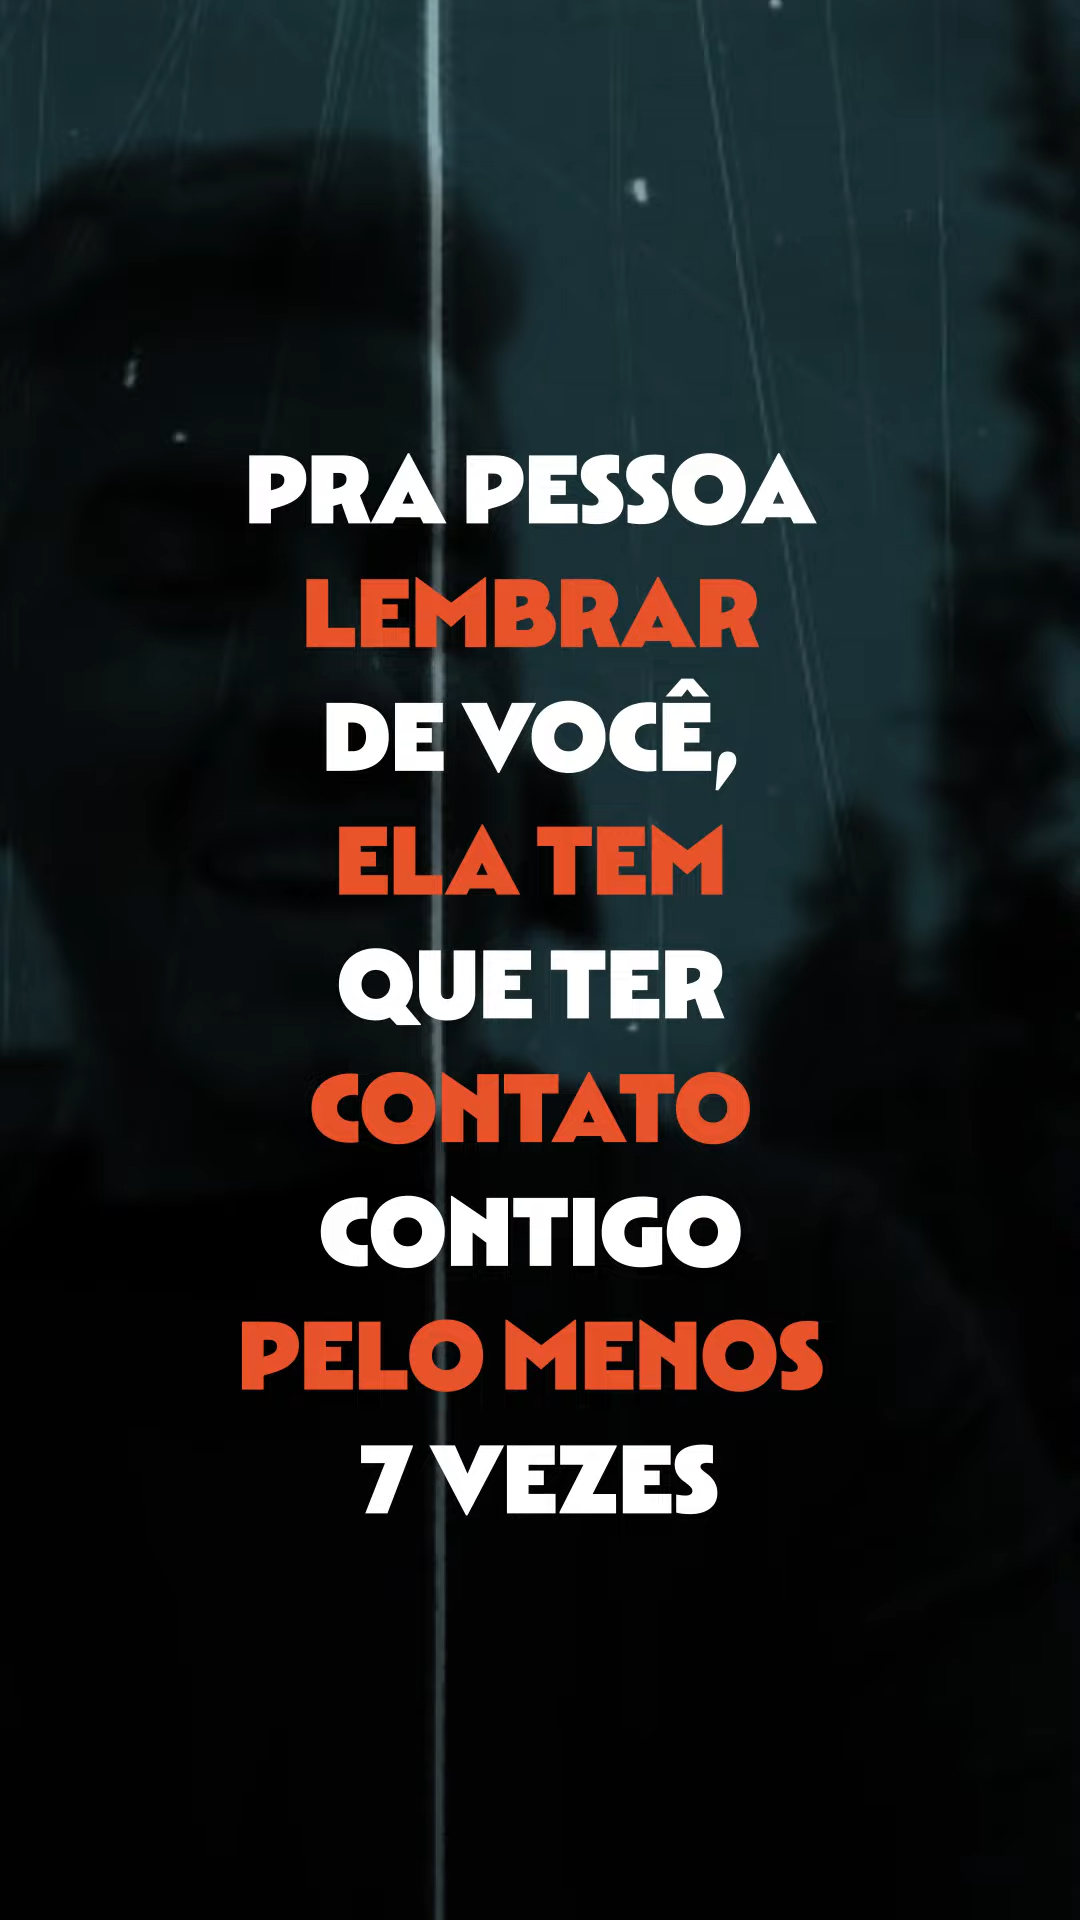 PRA PESSOA
LEMBRAR
DE VOCÊ,
ELA TEM
QUE TER
CONTATO
CONTIGO
PELO MENOS
7 VEZES